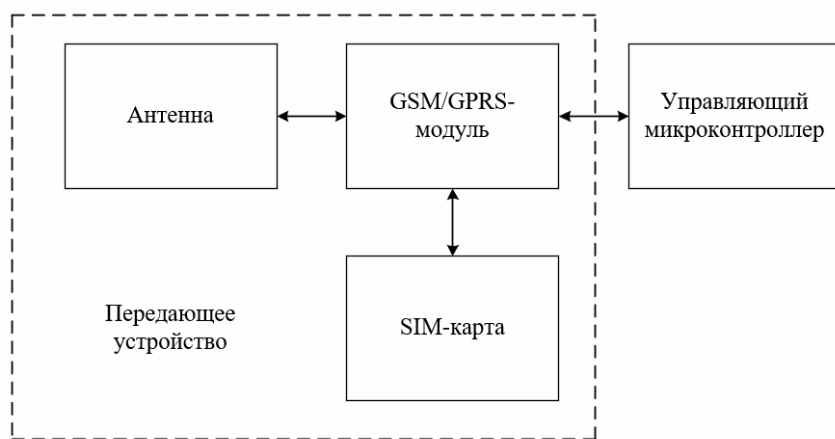 Антенна
GSM/GPRS-
модуль
Управляющий
микроконтроллер
Передающее
устройство
SIM-карта